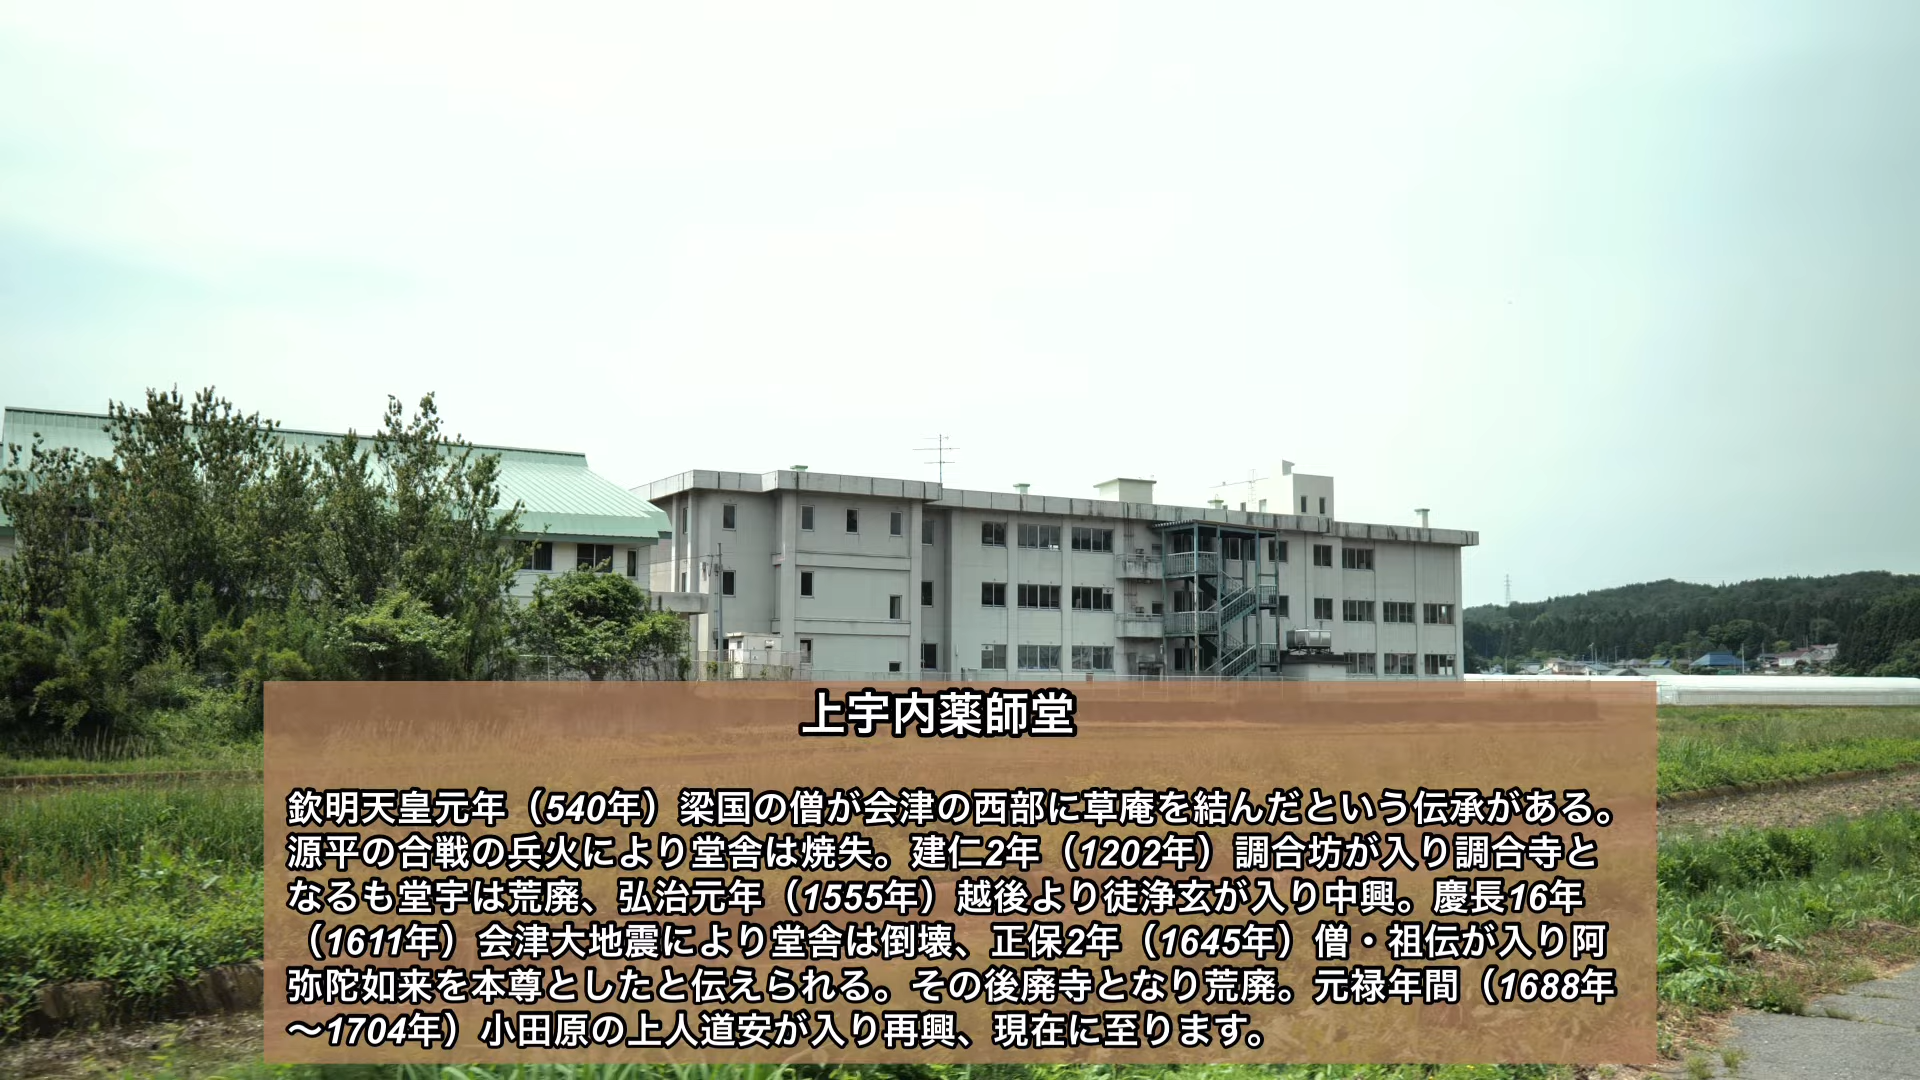 上宇内薬師堂
欽明天皇元年（540年）梁国の僧が会津の西部に草庵を結んだという伝承がある。
源平の合戦の兵火により堂舎は焼失。建仁2年（1202年）調合坊が入り調合寺と
なるも堂宇は荒廃、弘治元年（1555年）越後より徒浄玄が入り中興。慶長16年
（1611年）会津大地震により堂舎は倒壊、正保2年（1645年）僧・祖伝が入り阿
弥陀如来を本尊としたと伝えられる。その後廃寺となり荒廃。元禄年間（1688年
～1704年）小田原の上人道安が入り再興、現在に至ります。